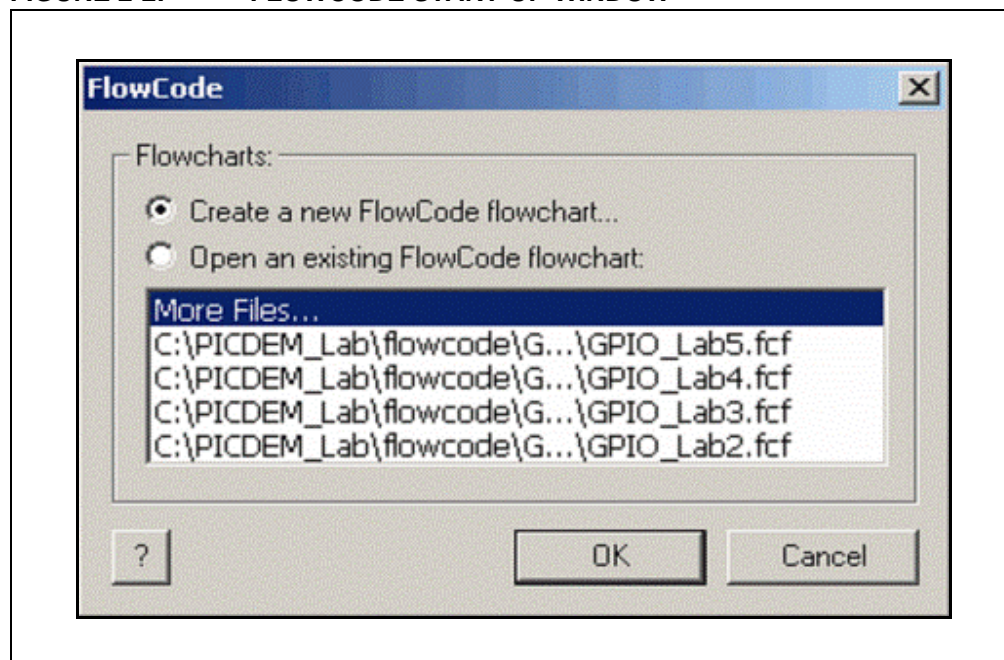 FlowCode
Flowcharts:
Create a new FlowCode flowchart...
Open an existing FlowCode flowchart:
More Files...
C:\PICDEM_Lab\flowcode\G...\GPIO_Lab5.fcf
C:\PICDEM_Lab\flowcode\G...\GPIO_Lab4.fcf
C:\PICDEM_Lab\flowcode\G...\GPIO_Lab3.fcf
C:\PICDEM_Lab\flowcode\G...\GPIO_Lab2.fcf
? OK Cancel